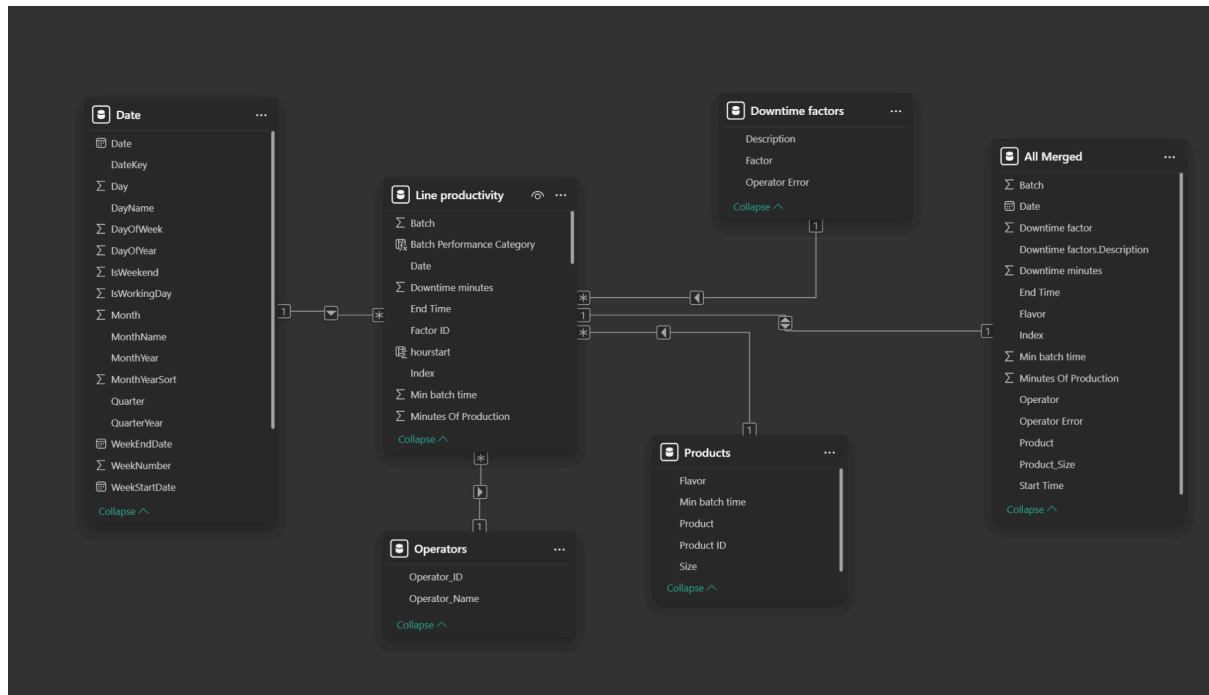 Date
Date
DateKey
Day
DayName
DayOfWeek
DayOfYear
IsWeekend
IsWorkingDay
Month
MonthName
MonthYear
MonthYearSort
Quarter
QuarterYear
WeekEndDate
WeekNumber
WeekStartDate
Collapse
1
*
Line productivity
Batch
Batch Performance Category
Date
Downtime minutes
End Time
Factor ID
hourstart
Index
Min batch time
Minutes Of Production
Collapse
*
1
*
*
1
Operators
Operator_ID
Operator_Name
Collapse
Downtime factors
Description
Factor
Operator Error
Collapse
1
1
Products
Flavor
Min batch time
Product
Product ID
Size
Collapse
1
All Merged
Batch
Date
Downtime factor
Downtime factors.Description
Downtime minutes
End Time
Flavor
Index
Min batch time
Minutes Of Production
Operator
Operator Error
Product
Product_Size
Start Time
Collapse